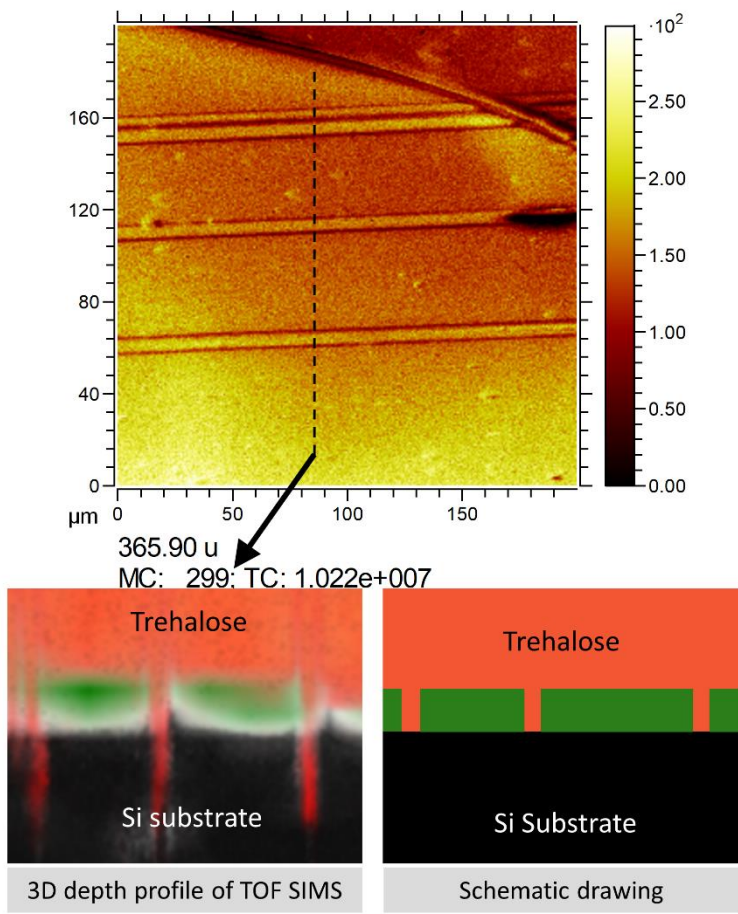 ·10²
2.50
2.00
1.50
1.00
0.50
0.00
160
120
80
40
0
µm 0 50 100 150
365.90 u
MC: 299; TC: 1.022e+007
Trehalose
Si substrate
3D depth profile of TOF SIMS
Trehalose
Si Substrate
Schematic drawing